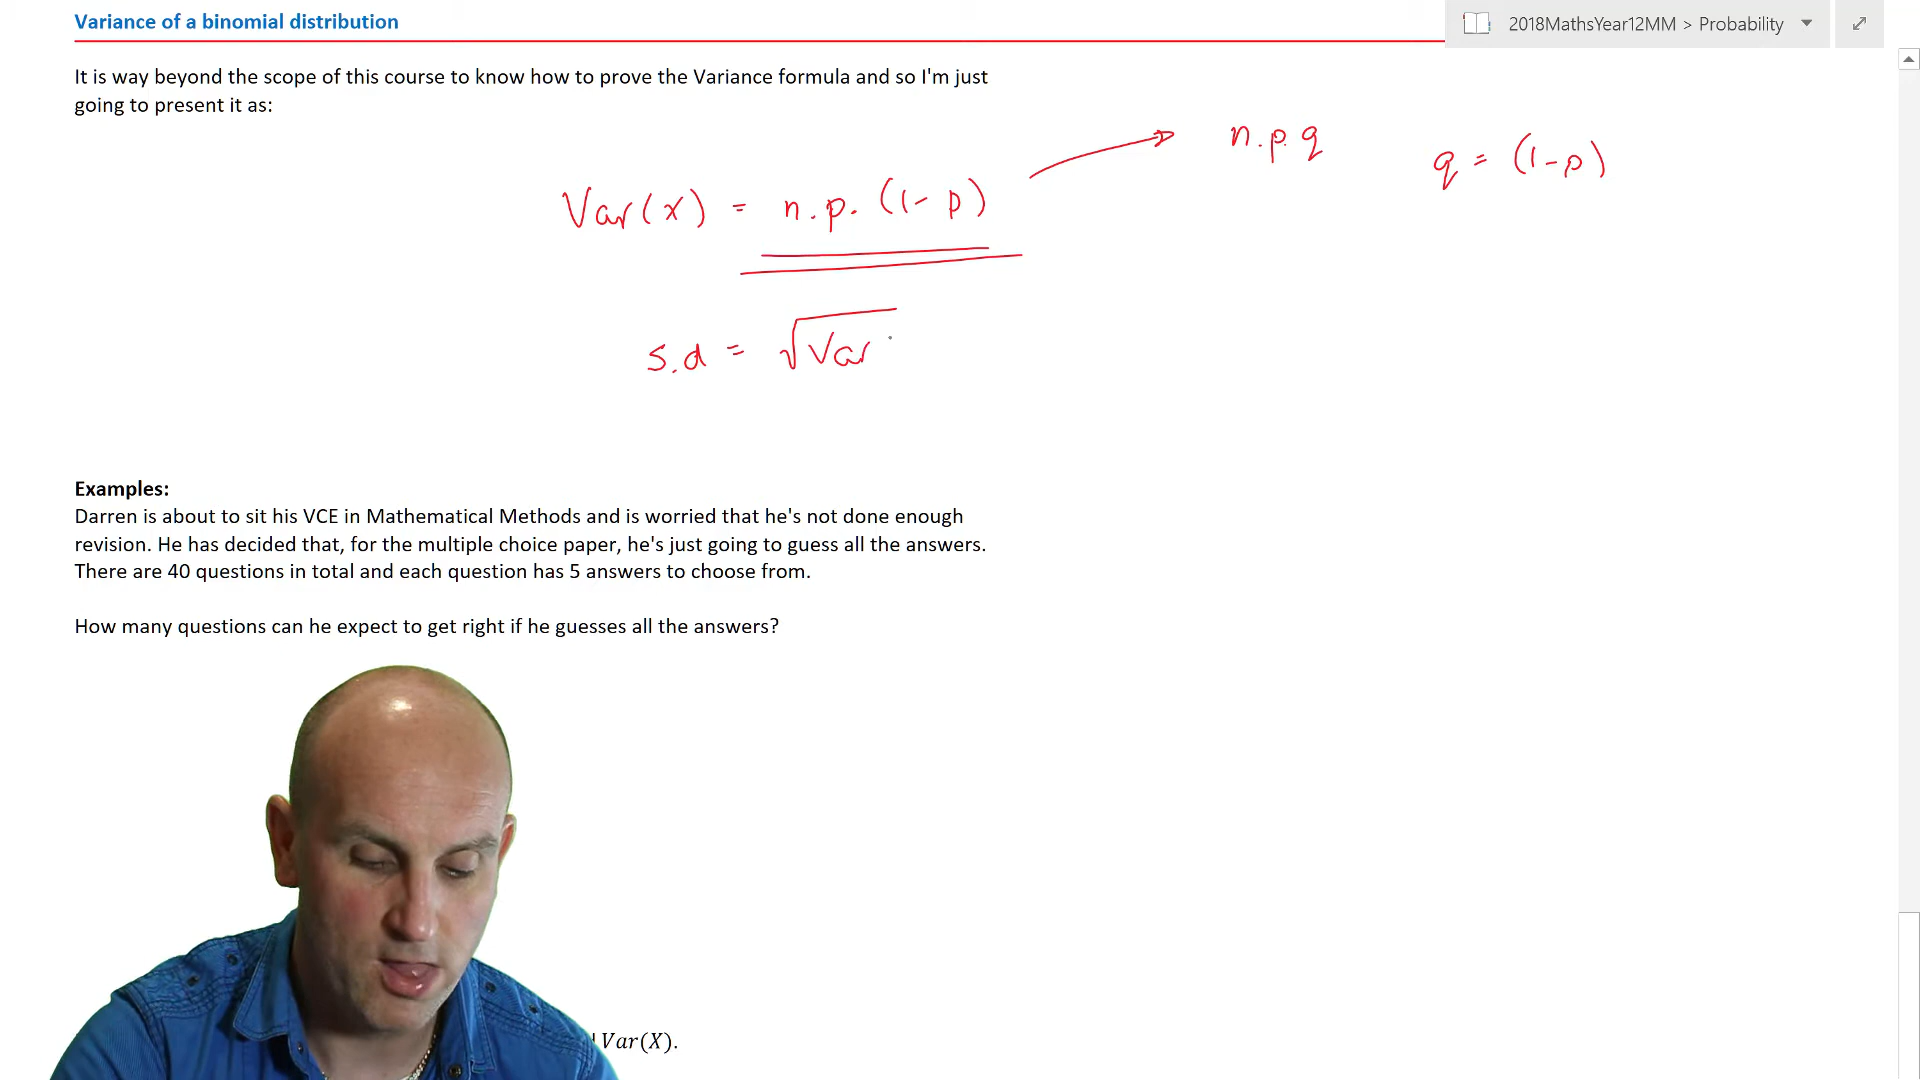 Variance of a binomial distribution
2018MathsYear12MM > Probability
It is way beyond the scope of this course to know how to prove the Variance formula and so I'm just
going to present it as:
n.p.q
q = (1-p)
Var(x) = n.p.(1-p)
s.d = √Var
Examples:
Darren is about to sit his VCE in Mathematical Methods and is worried that he's not done enough
revision. He has decided that, for the multiple choice paper, he's just going to guess all the answers.
There are 40 questions in total and each question has 5 answers to choose from.
How many questions can he expect to get right if he guesses all the answers?
Var(X).